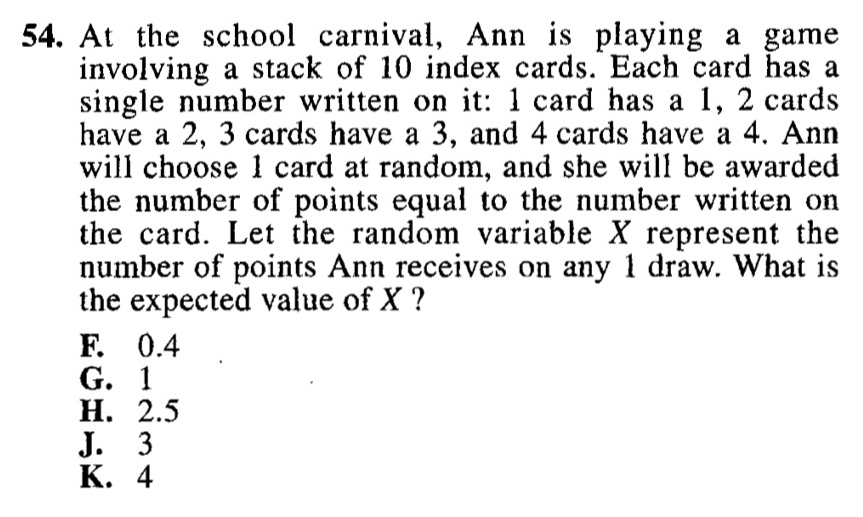 54. At the school carnival, Ann is playing a game
involving a stack of 10 index cards. Each card has a
single number written on it: 1 card has a 1, 2 cards
have a 2, 3 cards have a 3, and 4 cards have a 4. Ann
will choose 1 card at random, and she will be awarded
the number of points equal to the number written on
the card. Let the random variable X represent the
number of points Ann receives on any 1 draw. What is
the expected value of X ?
F. 0.4
G. 1
H. 2.5
J. 3
K. 4